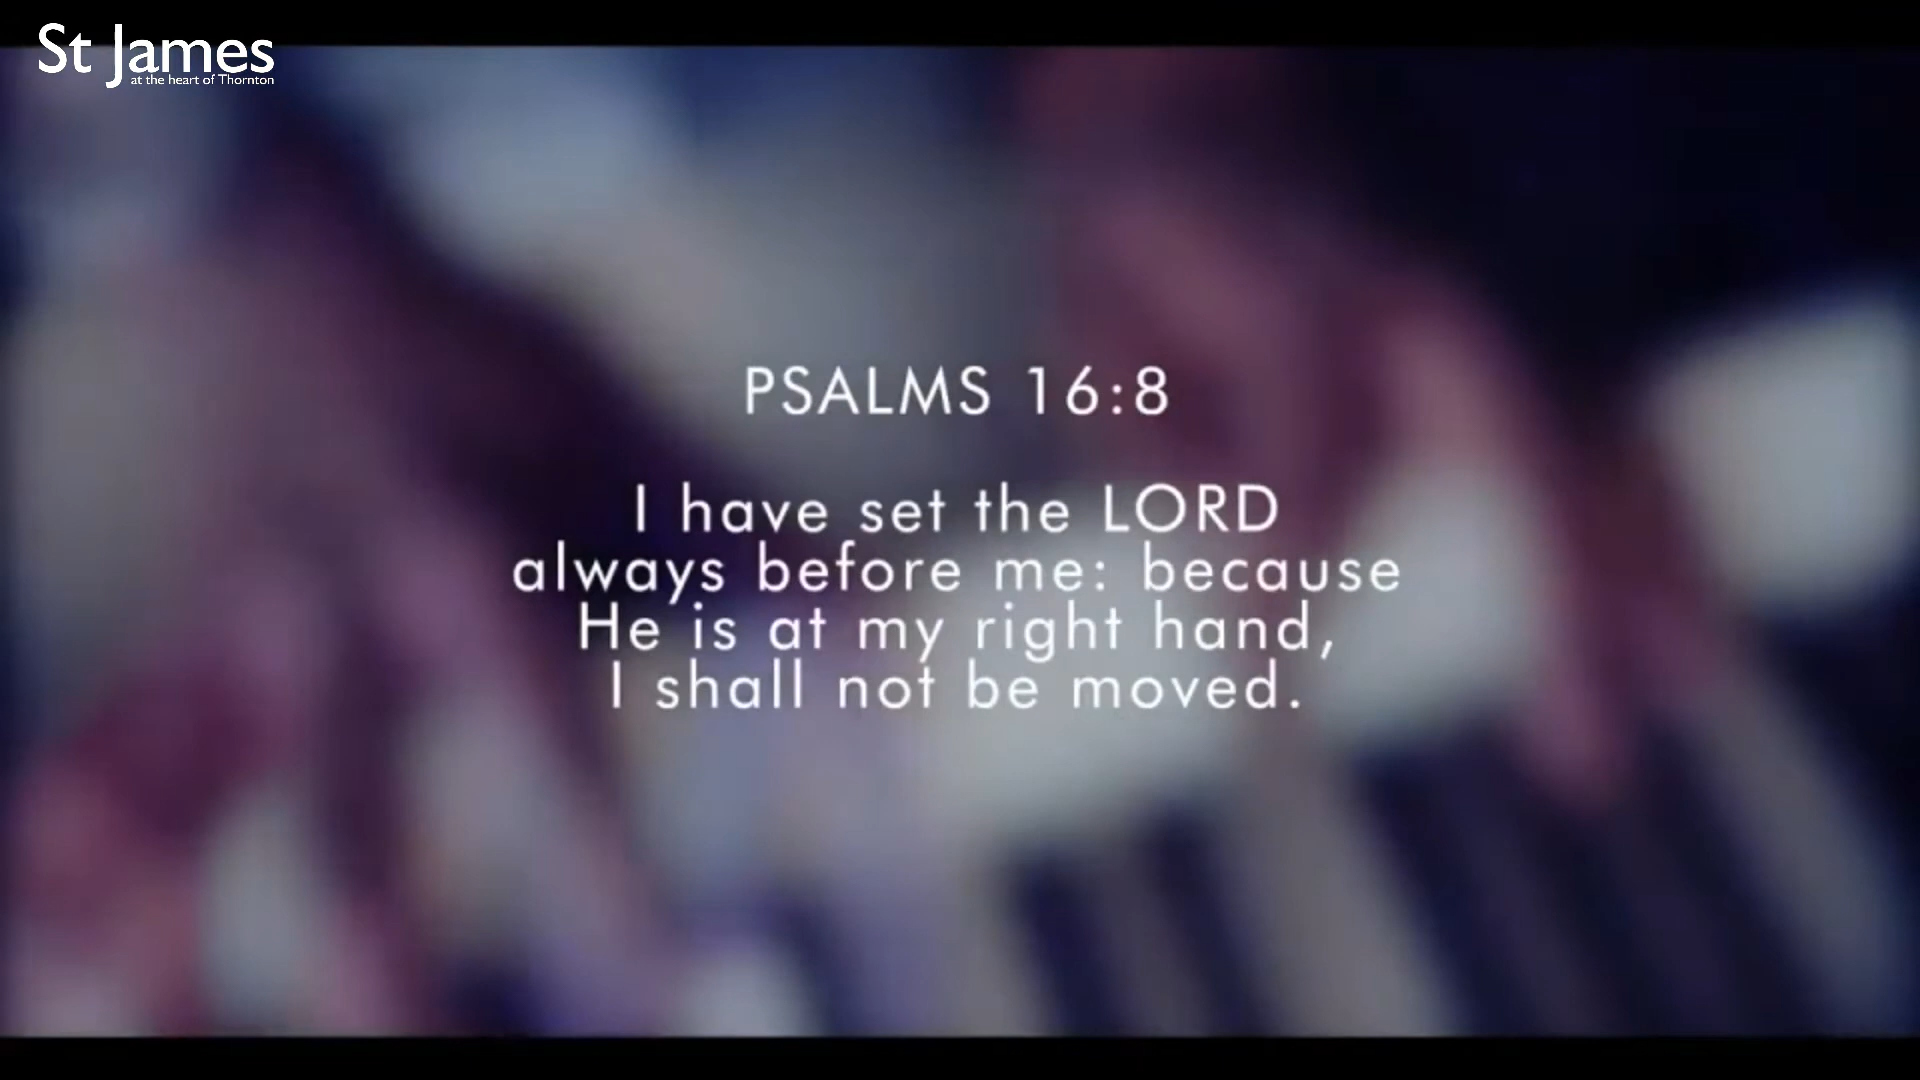 St James
at the heart of Thornton
PSALMS 16:8
I have set the LORD
always before me: because
He is at my right hand,
I shall not be moved.